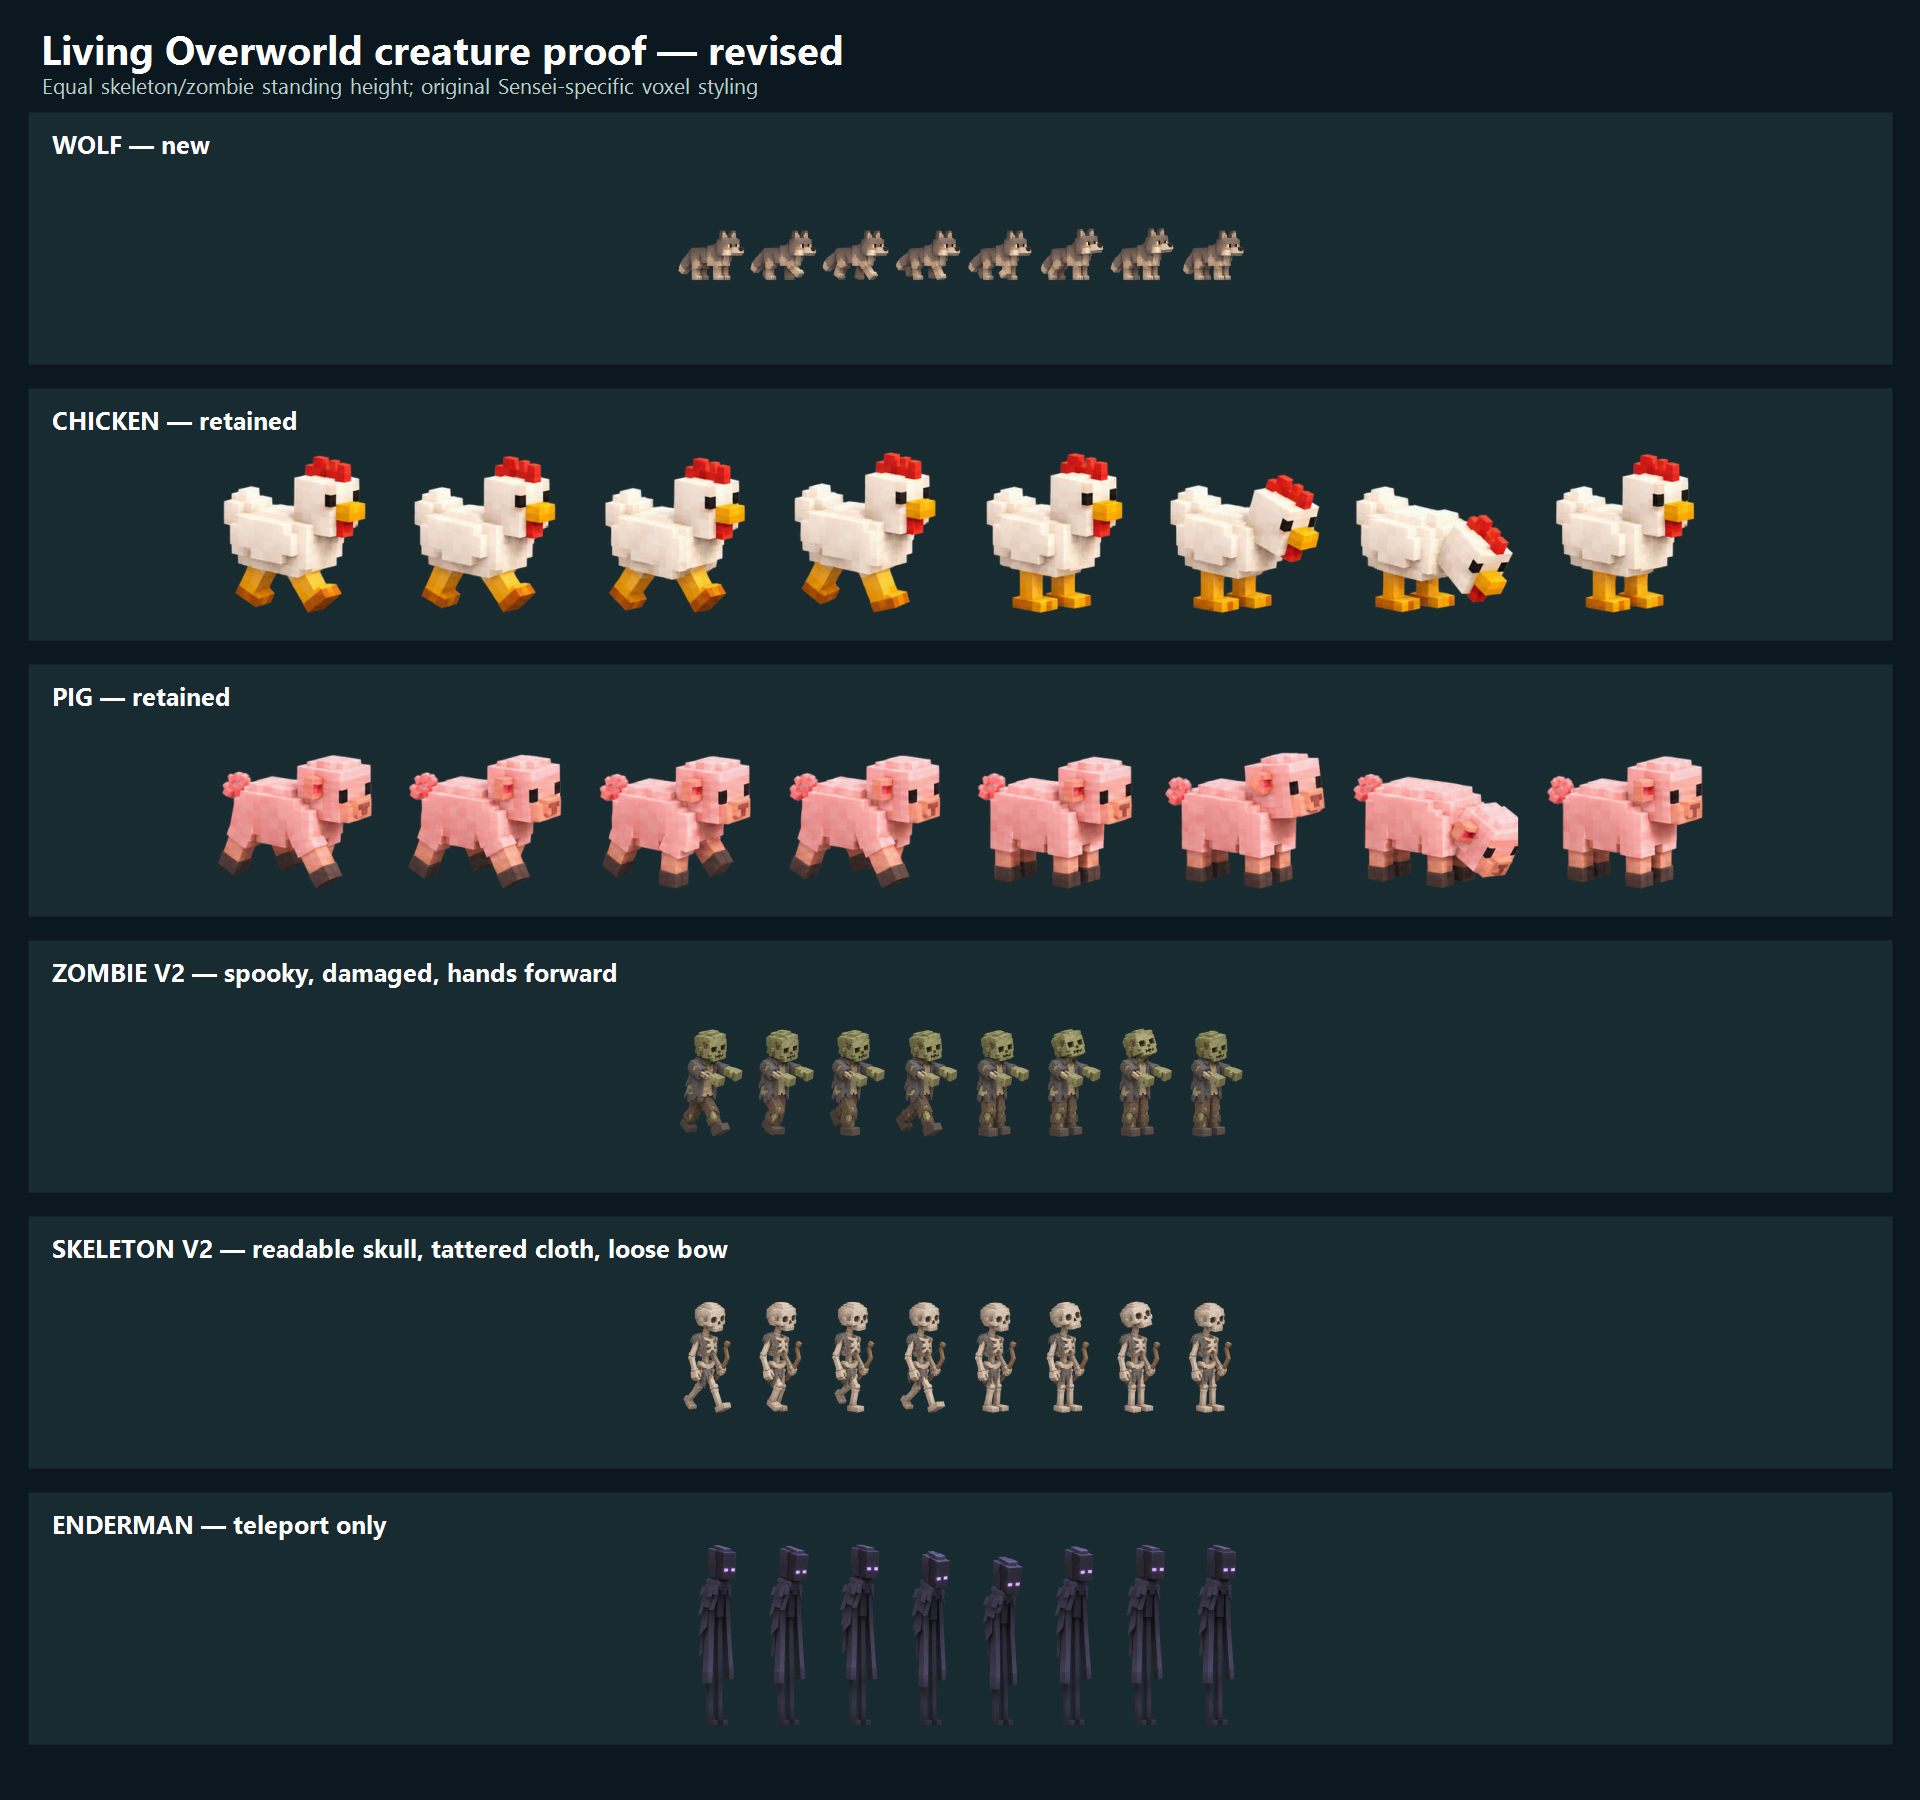 Living Overworld creature proof — revised
Equal skeleton/zombie standing height; original Sensei-specific voxel styling
WOLF — new
CHICKEN — retained
PIG — retained
ZOMBIE V2 — spooky, damaged, hands forward
SKELETON V2 — readable skull, tattered cloth, loose bow
ENDERMAN — teleport only